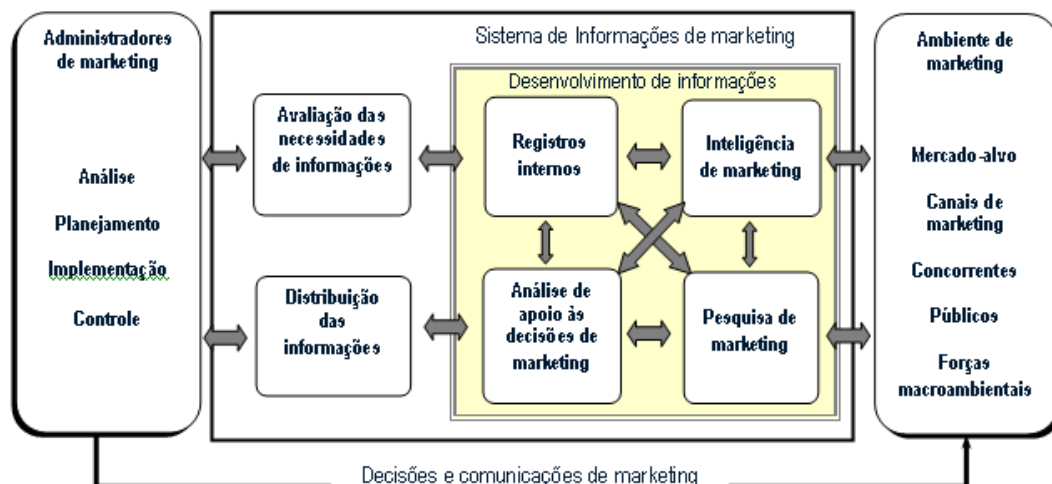 Administradores
de marketing
Análise
Planejamento
Implementação
Controle
Sistema de Informações de marketing
Avaliação das
necessidades
de informações
Distribuição
das
informações
Desenvolvimento de informações
Registros
internos
Inteligência
de marketing
Análise de
apoio às
decisões de
marketing
Pesquisa de
marketing
Ambiente de
marketing
Mercado-alvo
Canais de
marketing
Concorrentes
Públicos
Forças
macroambientais
Decisões e comunicações de marketing